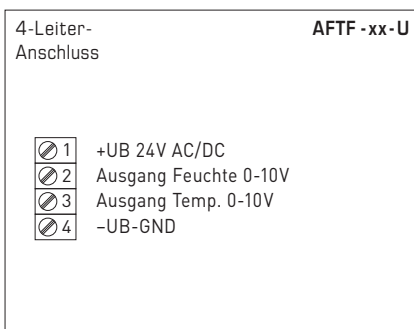 4-Leiter-
Anschluss
AFTF - xx - U
1 +UB 24V AC/DC
2 Ausgang Feuchte 0-10V
3 Ausgang Temp. 0-10V
4 –UB-GND